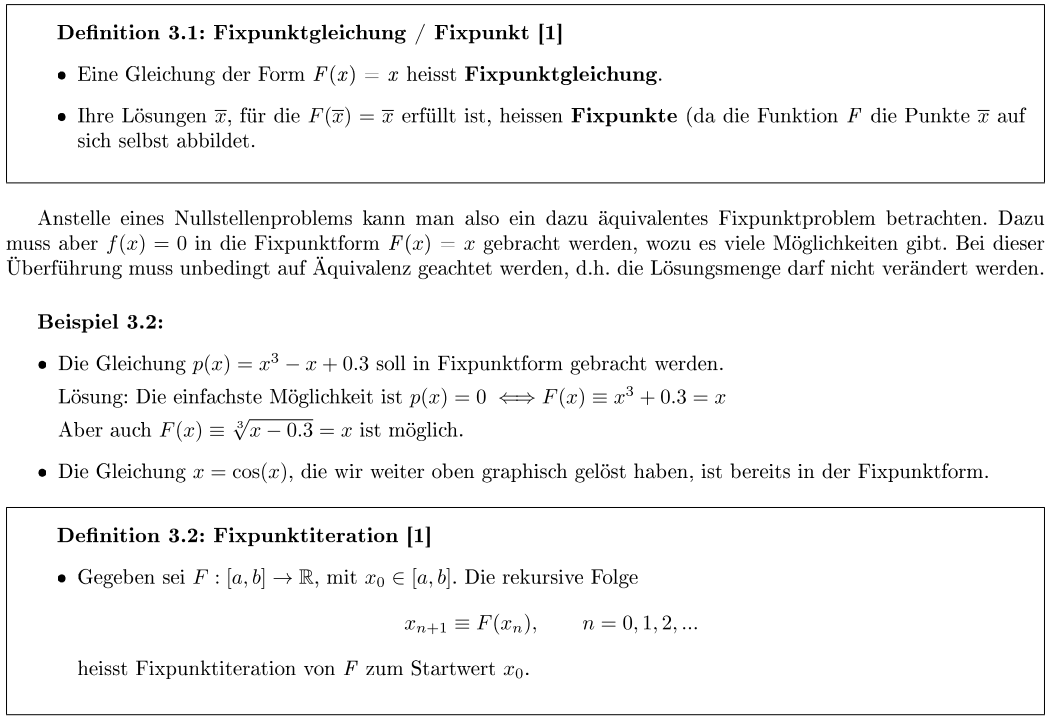 Definition 3.1: Fixpunktgleichung / Fixpunkt [1]
• Eine Gleichung der Form F(x) = x heisst Fixpunktgleichung.
• Ihre Lösungen x̅, für die F(x̅) = x̅ erfüllt ist, heissen Fixpunkte (da die Funktion F die Punkte x̅ auf
sich selbst abbildet.
Anstelle eines Nullstellenproblems kann man also ein dazu äquivalentes Fixpunktproblem betrachten. Dazu
muss aber f(x) = 0 in die Fixpunktform F(x) = x gebracht werden, wozu es viele Möglichkeiten gibt. Bei dieser
Überführung muss unbedingt auf Äquivalenz geachtet werden, d.h. die Lösungsmenge darf nicht verändert werden.
Beispiel 3.2:
• Die Gleichung p(x) = x³ − x + 0.3 soll in Fixpunktform gebracht werden.
Lösung: Die einfachste Möglichkeit ist p(x) = 0 ⟺ F(x) ≡ x³ + 0.3 = x
Aber auch F(x) ≡ ∛(x − 0.3) = x ist möglich.
• Die Gleichung x = cos(x), die wir weiter oben graphisch gelöst haben, ist bereits in der Fixpunktform.
Definition 3.2: Fixpunktiteration [1]
• Gegeben sei F : [a, b] → ℝ, mit x₀ ∈ [a, b]. Die rekursive Folge
xₙ₊₁ ≡ F(xₙ), n = 0, 1, 2, ...
heisst Fixpunktiteration von F zum Startwert x₀.